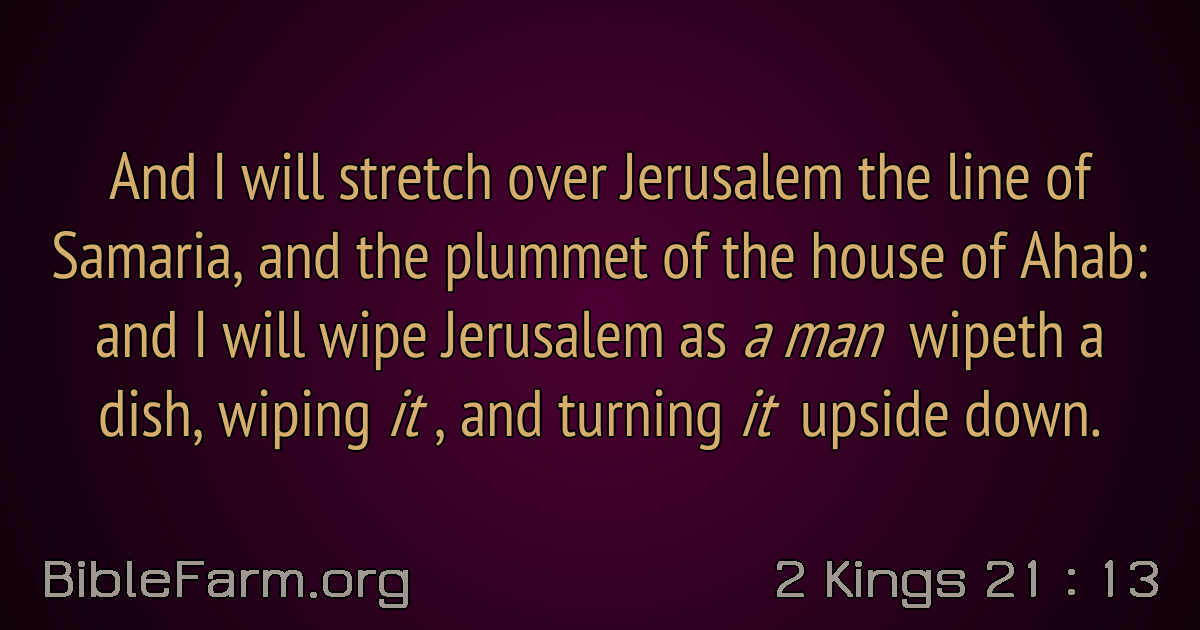 And I will stretch over Jerusalem the line of
Samaria, and the plummet of the house of Ahab:
and I will wipe Jerusalem as a man wipeth a
dish, wiping it , and turning it upside down.
BibleFarm.org
2 Kings 21 : 13